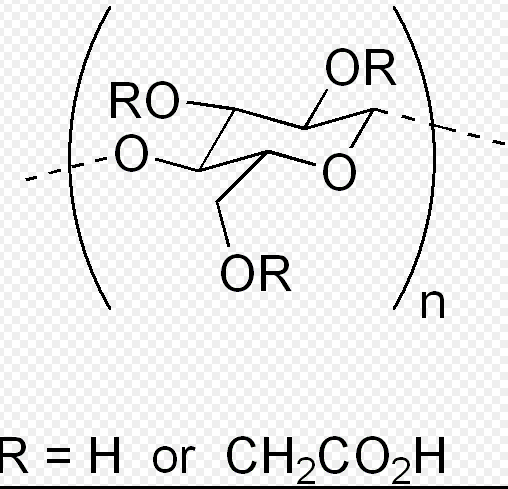 OR
RO
O
O
OR
n
R = H or CH₂CO₂H